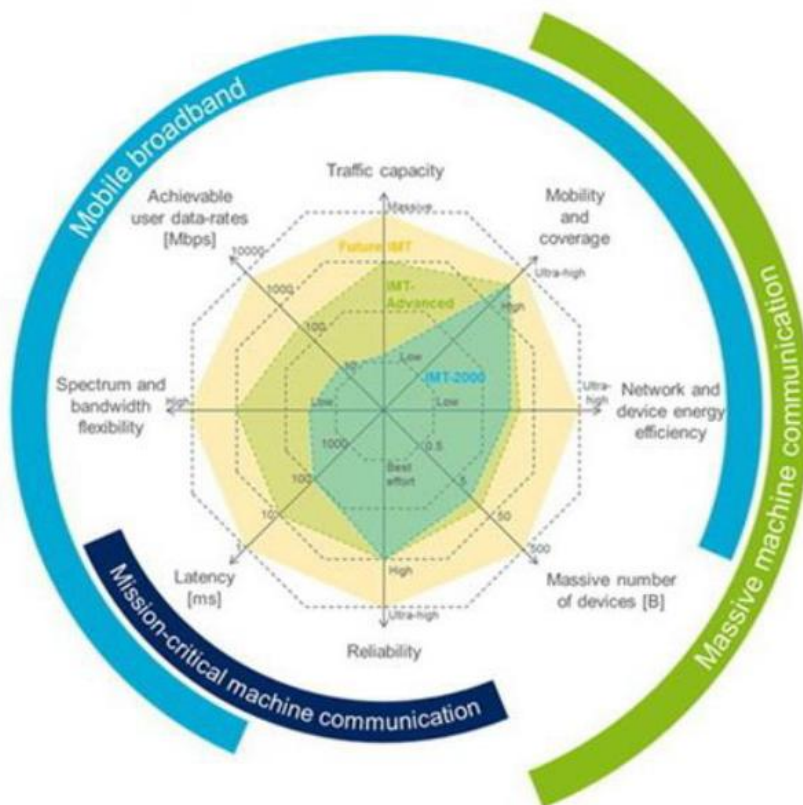 Mobile broadband
Massive machine communication
Mission-critical machine communication
Traffic capacity
Massive
Low
Mobility
and
coverage
Ultra-high
High
Network and
device energy
efficiency
Ultra-
high
Low
Massive number
of devices [B]
500
50
5
0.5
Reliability
Ultra-high
High
Best
effort
Latency
[ms]
1
10
100
1000
Spectrum and
bandwidth
flexibility
High
Low
Achievable
user data-rates
[Mbps]
10000
1000
100
10
Future IMT
IMT-
Advanced
IMT-2000